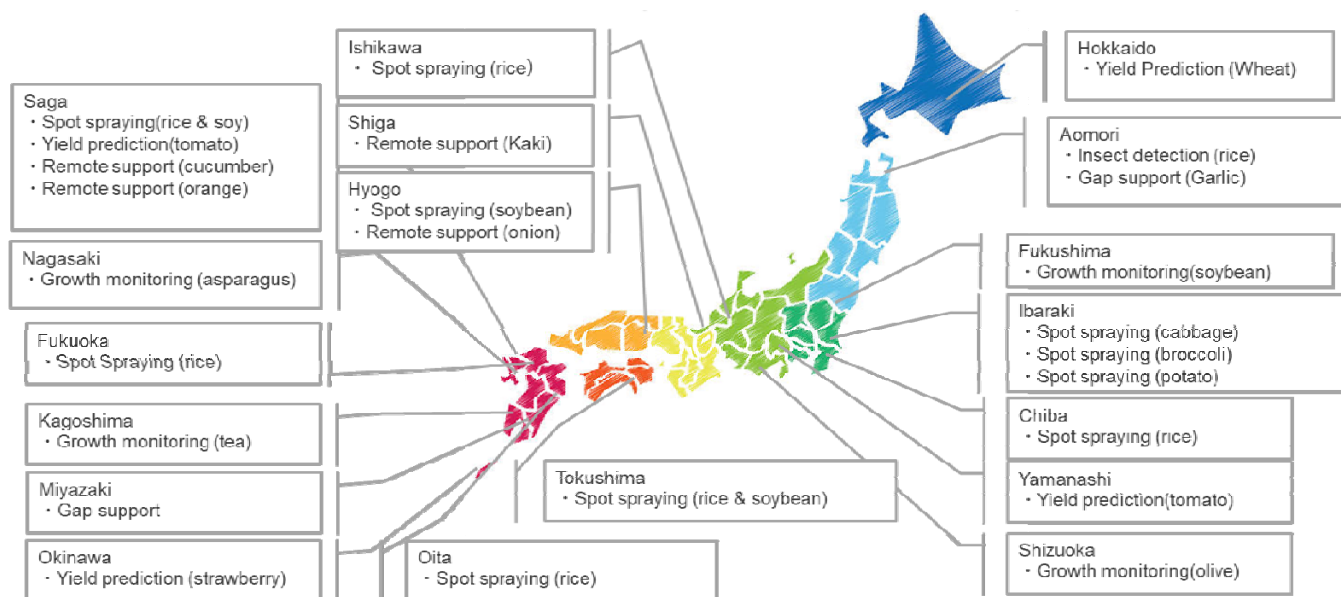 Ishikawa
・ Spot spraying (rice)
Shiga
・Remote support (Kaki)
Hyogo
・ Spot spraying (soybean)
・Remote support (onion)
Saga
・Spot spraying(rice & soy)
・Yield prediction(tomato)
・Remote support (cucumber)
・Remote support (orange)
Nagasaki
・Growth monitoring (asparagus)
Fukuoka
・Spot Spraying (rice)
Kagoshima
・Growth monitoring (tea)
Miyazaki
・Gap support
Okinawa
・Yield prediction (strawberry)
Oita
・Spot spraying (rice)
Tokushima
・Spot spraying (rice & soybean)
Hokkaido
・Yield Prediction (Wheat)
Aomori
・Insect detection (rice)
・Gap support (Garlic)
Fukushima
・Growth monitoring(soybean)
Ibaraki
・Spot spraying (cabbage)
・Spot spraying (broccoli)
・Spot spraying (potato)
Chiba
・Spot spraying (rice)
Yamanashi
・Yield prediction(tomato)
Shizuoka
・Growth monitoring(olive)